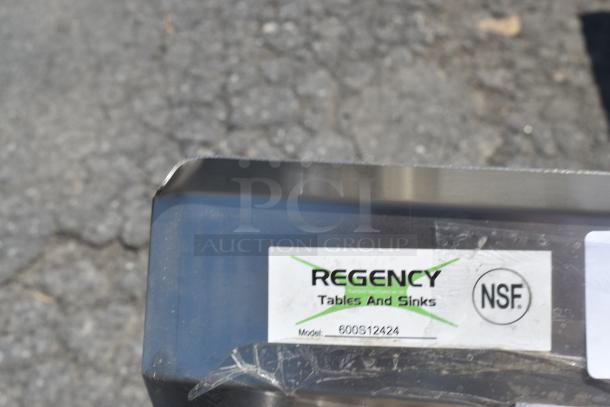 PCI
AUCTION GROUP
REGENCY
Tables And Sinks
Model: 600S12424
NSF.